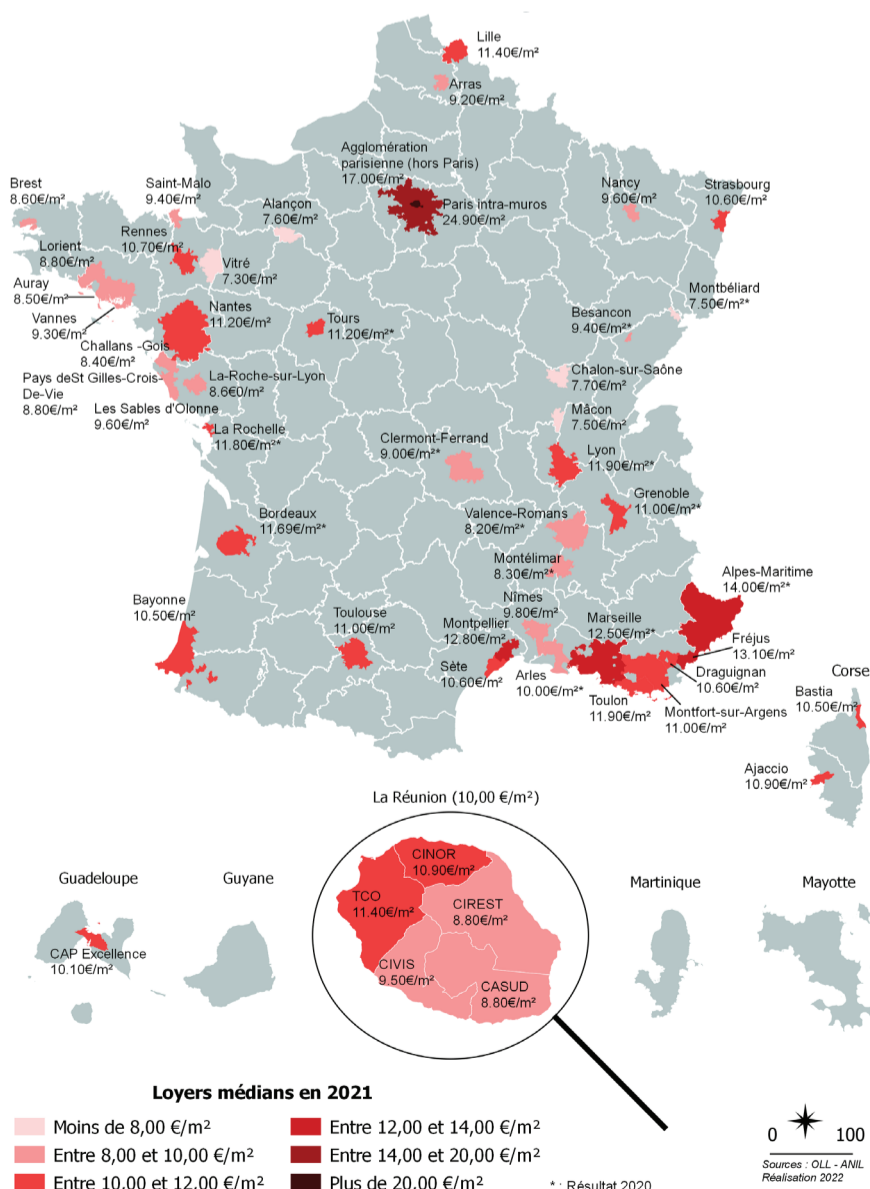 Lille
11.40€/m²
Arras
9.20€/m²
Agglomération
parisienne (hors Paris)
17.00€/m²
Paris intra-muros
24.90€/m²
Brest
8.60€/m²
Saint-Malo
9.40€/m²
Alançon
7.60€/m²
Nancy
9.60€/m²
Strasbourg
10.60€/m²
Rennes
10.70€/m²
Lorient
8.80€/m²
Vitré
7.30€/m²
Auray
8.50€/m²
Vannes
9.30€/m²
Nantes
11.20€/m²
Tours
11.20€/m²*
Montbéliard
7.50€/m²*
Besancon
9.40€/m²*
Challans -Gois
8.40€/m²
Pays deSt Gilles-Crois-
De-Vie
8.80€/m²
La-Roche-sur-Lyon
8.6€0/m²
Les Sables d'Olonne
9.60€/m²
La Rochelle
11.80€/m²*
Chalon-sur-Saône
7.70€/m²
Mâcon
7.50€/m²
Clermont-Ferrand
9.00€/m²*
Lyon
11.90€/m²*
Grenoble
11.00€/m²*
Bordeaux
11.69€/m²*
Valence-Romans
8.20€/m²*
Montélimar
8.30€/m²*
Alpes-Maritime
14.00€/m²*
Bayonne
10.50€/m²
Toulouse
11.00€/m²
Nîmes
9.80€/m²
Montpellier
12.80€/m²
Marseille
12.50€/m²*
Fréjus
13.10€/m²
Sète
10.60€/m²
Arles
10.00€/m²*
Draguignan
10.60€/m²
Toulon
11.90€/m²
Montfort-sur-Argens
11.00€/m²
Corse
Bastia
10.50€/m²
Ajaccio
10.90€/m²
La Réunion (10,00 €/m²)
CINOR
10.90€/m²
TCO
11.40€/m²
CIREST
8.80€/m²
CIVIS
9.50€/m²
CASUD
8.80€/m²
Guadeloupe
CAP Excellence
10.10€/m²
Guyane
Martinique
Mayotte
Loyers médians en 2021
Moins de 8,00 €/m²
Entre 8,00 et 10,00 €/m²
Entre 10,00 et 12,00 €/m²
Entre 12,00 et 14,00 €/m²
Entre 14,00 et 20,00 €/m²
Plus de 20,00 €/m²
* : Résultat 2020
0 100
Sources : OLL - ANIL
Réalisation 2022